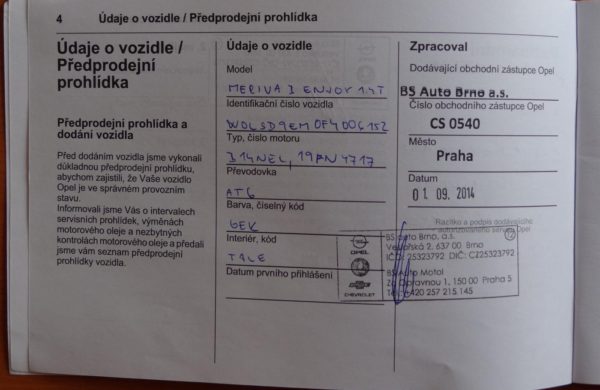 4 Údaje o vozidle / Předprodejní prohlídka
Údaje o vozidle /
Předprodejní
prohlídka
Předprodejní prohlídka a
dodání vozidla
Před dodáním vozidla jsme vykonali
důkladnou předprodejní prohlídku,
abychom zajistili, že Vaše vozidlo
Opel je ve správném provozním
stavu.
Informovali jsme Vás o intervalech
servisních prohlídek, výměnách
motorového oleje a nezbytných
kontrolách motorového oleje a předali
jsme vám seznam předprodejní
prohlídky vozidla.
Údaje o vozidle
Model
MERIVA B ENJOY 1.4T
Identifikační číslo vozidla
W0LSD9EM0F4006152
Typ, číslo motoru
B14NEL, 19PN4717
Převodovka
AT6
Barva, číselný kód
GEK
Interiér, kód
TALE
Datum prvního přihlášení
Zpracoval
Dodávající obchodní zástupce Opel
BS Auto Brno a.s.
Číslo obchodního zástupce Opel
CS 0540
Město
Praha
Datum
01. 09. 2014
Razítko a podpis dodávajícího
autorizovaného servisu Opel
OPEL
CHEVROLET
BS Auto Brno, a.s.
2, 637 00 Brno
IČO: 25323792 DIČ: CZ25323792
BS Auto Motol
Za Opravnou 1, 150 00 Praha 5
Tel: +420 257 215 145